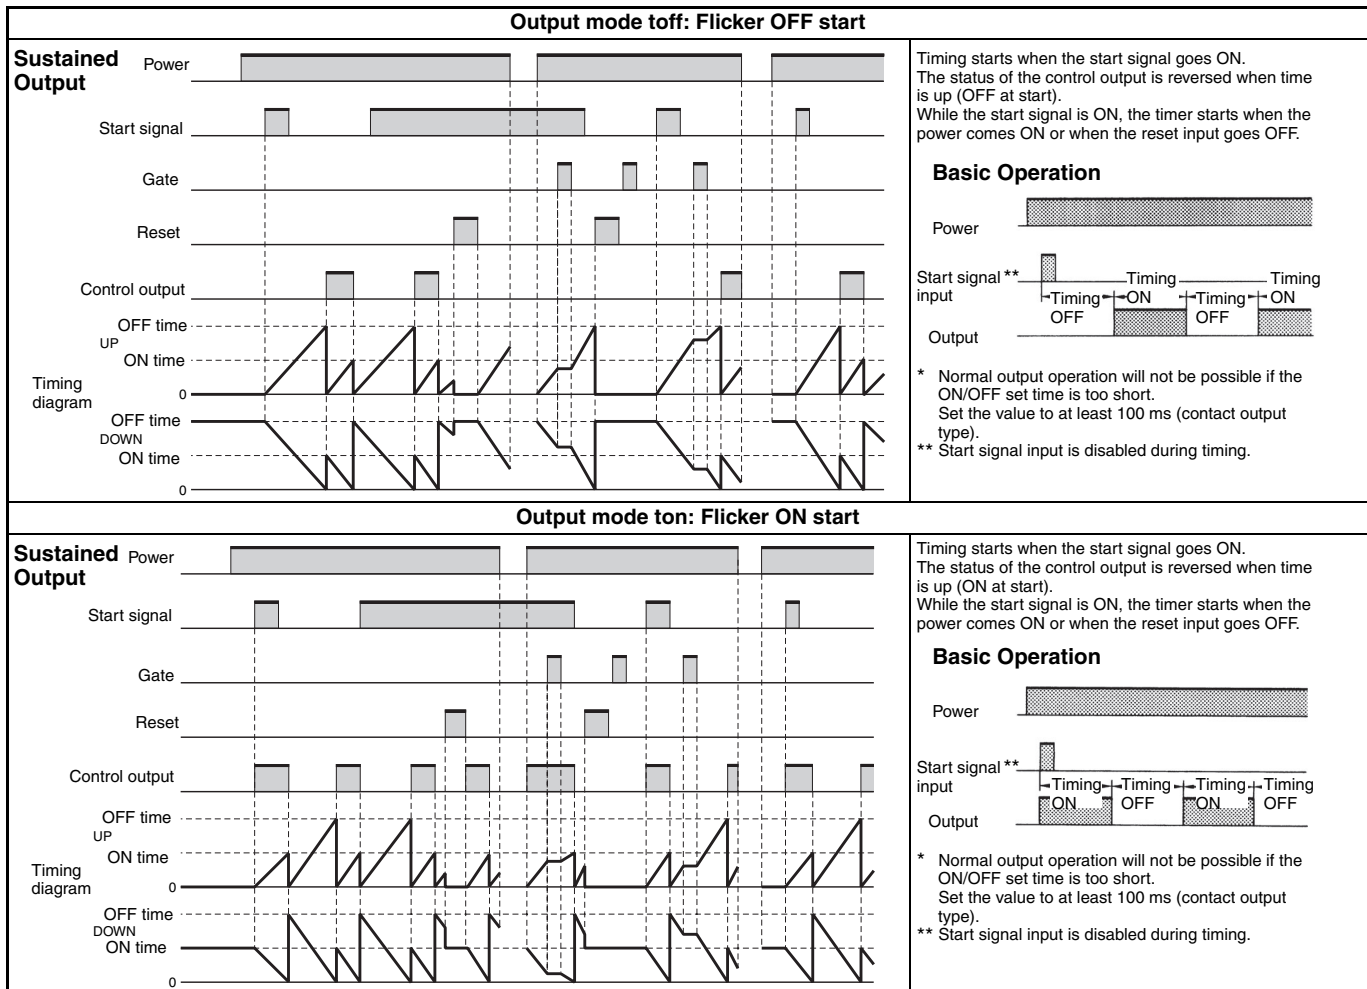 Output mode toff: Flicker OFF start
Sustained
Output
Power
Start signal
Gate
Reset
Control output
OFF time
UP
ON time
Timing
diagram
0
OFF time
DOWN
ON time
0
Timing starts when the start signal goes ON.
The status of the control output is reversed when time
is up (OFF at start).
While the start signal is ON, the timer starts when the
power comes ON or when the reset input goes OFF.
Basic Operation
Power
Start signal **
input
Timing
OFF
Timing
ON
Timing
OFF
Timing
ON
Output
* Normal output operation will not be possible if the
ON/OFF set time is too short.
Set the value to at least 100 ms (contact output
type).
** Start signal input is disabled during timing.
Output mode ton: Flicker ON start
Sustained
Output
Power
Start signal
Gate
Reset
Control output
OFF time
UP
ON time
Timing
diagram
0
OFF time
DOWN
ON time
0
Timing starts when the start signal goes ON.
The status of the control output is reversed when time
is up (ON at start).
While the start signal is ON, the timer starts when the
power comes ON or when the reset input goes OFF.
Basic Operation
Power
Start signal **
input
Timing
ON
Timing
OFF
Timing
ON
Timing
OFF
Output
* Normal output operation will not be possible if the
ON/OFF set time is too short.
Set the value to at least 100 ms (contact output
type).
** Start signal input is disabled during timing.